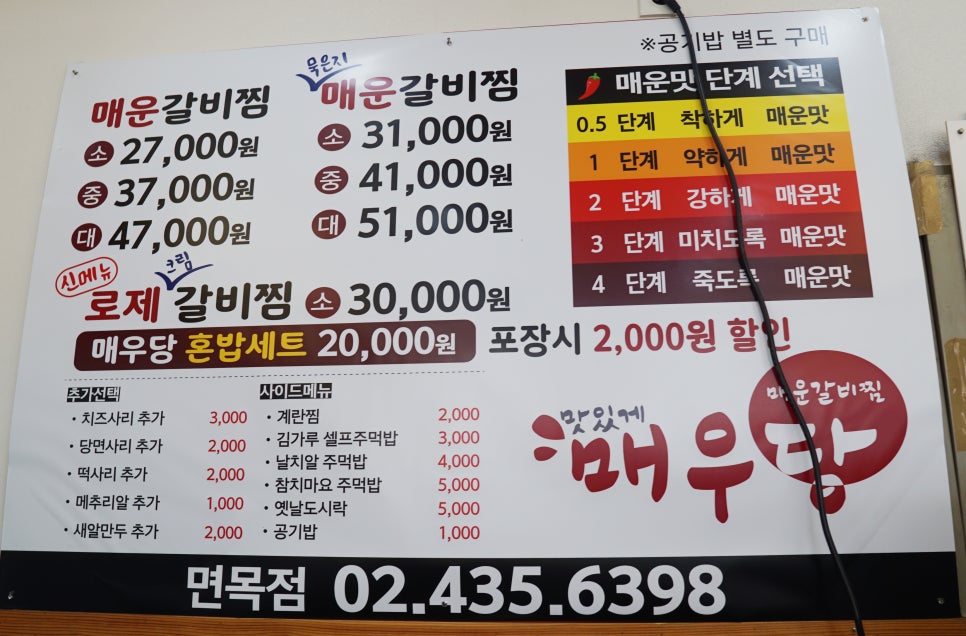 ※공기밥 별도 구매
매운갈비찜
소 27,000원
중 37,000원
대 47,000원
묵은지
매운갈비찜
소 31,000원
중 41,000원
대 51,000원
매운맛 단계 선택
0.5 단계 착하게 매운맛
1 단계 약하게 매운맛
2 단계 강하게 매운맛
3 단계 미치도록 매운맛
4 단계 죽도록 매운맛
신메뉴
크림
로제 갈비찜 소 30,000원
매우당 혼밥세트 20,000원
포장시 2,000원 할인
추가선택
· 치즈사리 추가 3,000
· 당면사리 추가 2,000
· 떡사리 추가 2,000
· 메추리알 추가 1,000
· 새알만두 추가 2,000
사이드메뉴
· 계란찜 2,000
· 김가루 셀프주먹밥 3,000
· 날치알 주먹밥 4,000
· 참치마요 주먹밥 5,000
· 옛날도시락 5,000
· 공기밥 1,000
맛있게
매운갈비찜
매우당
면목점 02.435.6398